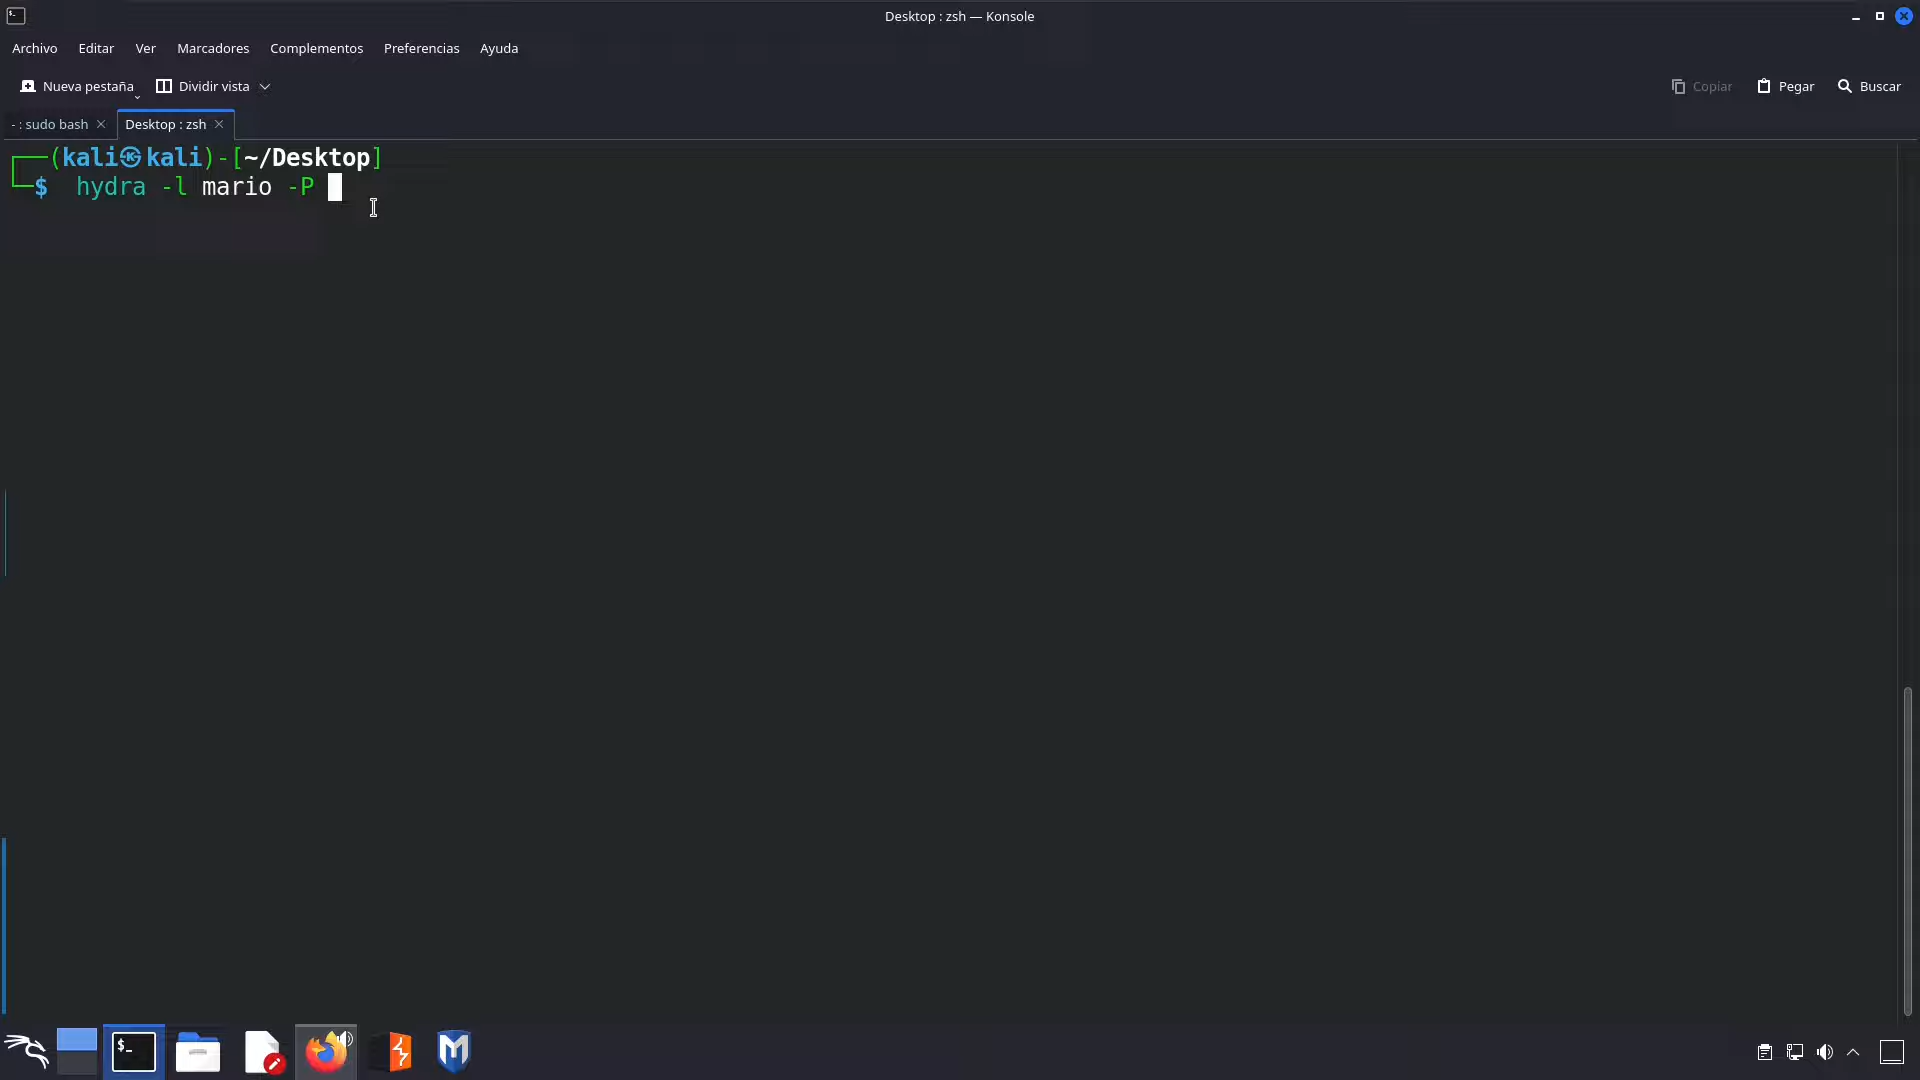 Desktop : zsh — Konsole
Archivo Editar Ver Marcadores Complementos Preferencias Ayuda
Nueva pestaña Dividir vista Copiar Pegar Buscar
- : sudo bash Desktop : zsh
(kali㉿kali)-[~/Desktop]
$ hydra -l mario -P